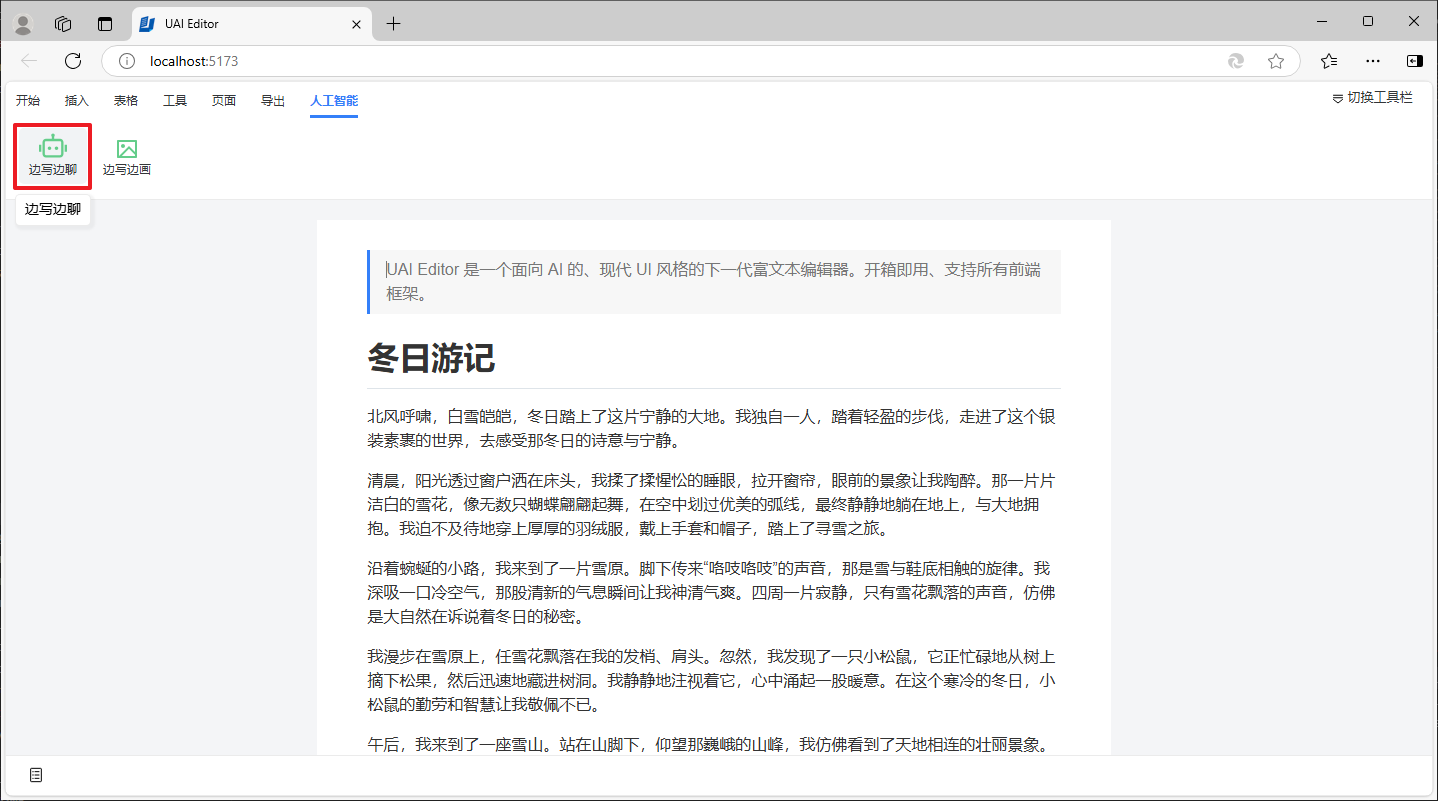 UAI Editor
localhost:5173
开始 插入 表格 工具 页面 导出 人工智能 切换工具栏
边写边聊 边写边画
边写边聊
UAI Editor 是一个面向 AI 的、现代 UI 风格的下一代富文本编辑器。开箱即用、支持所有前端
框架。
冬日游记
北风呼啸，白雪皑皑，冬日踏上了这片宁静的大地。我独自一人，踏着轻盈的步伐，走进了这个银
装素裹的世界，去感受那冬日的诗意与宁静。
清晨，阳光透过窗户洒在床头，我揉了揉惺忪的睡眼，拉开窗帘，眼前的景象让我陶醉。那一片片
洁白的雪花，像无数只蝴蝶翩翩起舞，在空中划过优美的弧线，最终静静地躺在地上，与大地拥
抱。我迫不及待地穿上厚厚的羽绒服，戴上手套和帽子，踏上了寻雪之旅。
沿着蜿蜒的小路，我来到了一片雪原。脚下传来“咯吱咯吱”的声音，那是雪与鞋底相触的旋律。我
深吸一口冷空气，那股清新的气息瞬间让我神清气爽。四周一片寂静，只有雪花飘落的声音，仿佛
是大自然在诉说着冬日的秘密。
我漫步在雪原上，任雪花飘落在我的发梢、肩头。忽然，我发现了一只小松鼠，它正忙碌地从树上
摘下松果，然后迅速地藏进树洞。我静静地注视着它，心中涌起一股暖意。在这个寒冷的冬日，小
松鼠的勤劳和智慧让我敬佩不已。
午后，我来到了一座雪山。站在山脚下，仰望那巍峨的山峰，我仿佛看到了天地相连的壮丽景象。